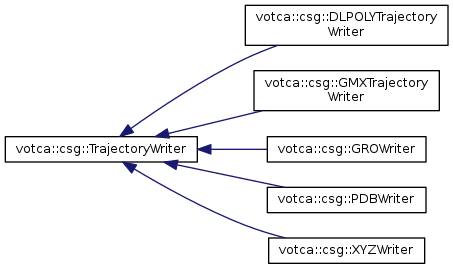 votca::csg::DLPOLYTrajectory
Writer
votca::csg::GMXTrajectory
Writer
votca::csg::TrajectoryWriter
votca::csg::GROWriter
votca::csg::PDBWriter
votca::csg::XYZWriter